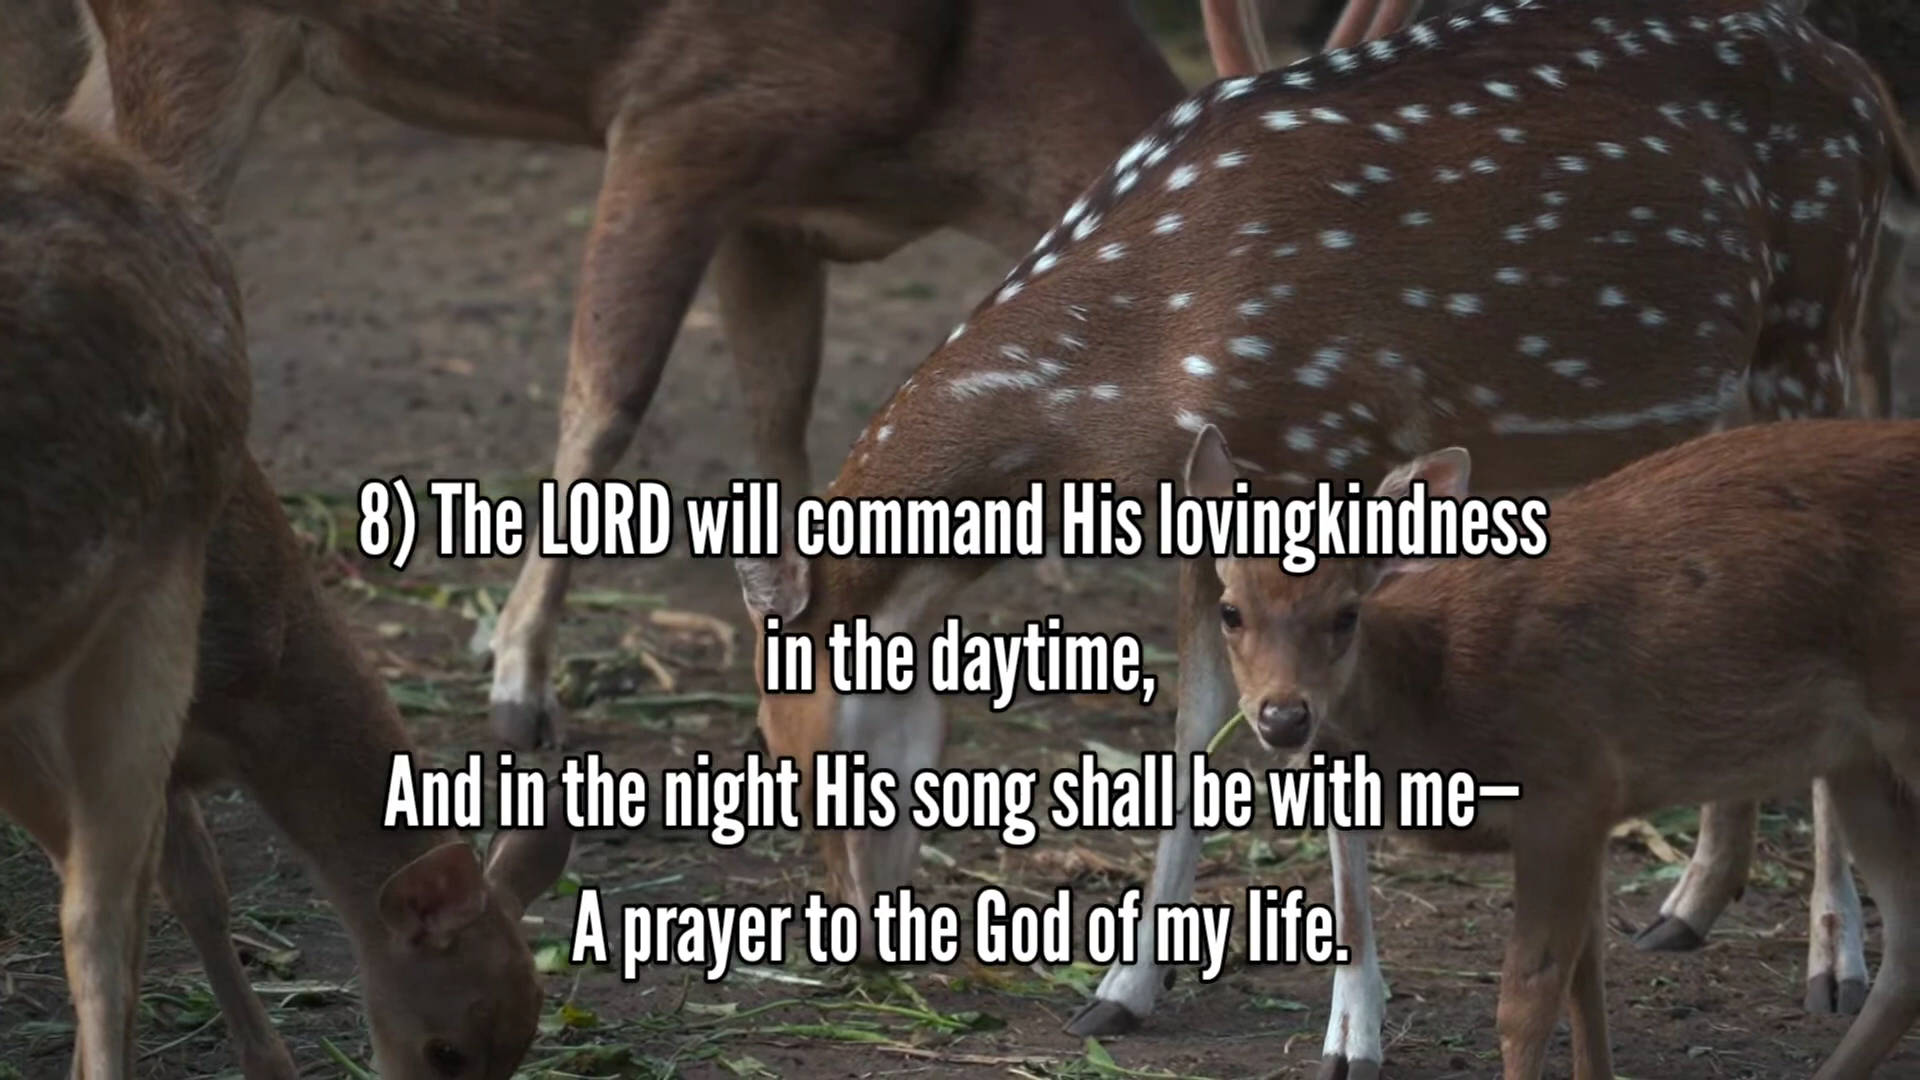 8) The LORD will command His lovingkindness
in the daytime,
And in the night His song shall be with me—
A prayer to the God of my life.